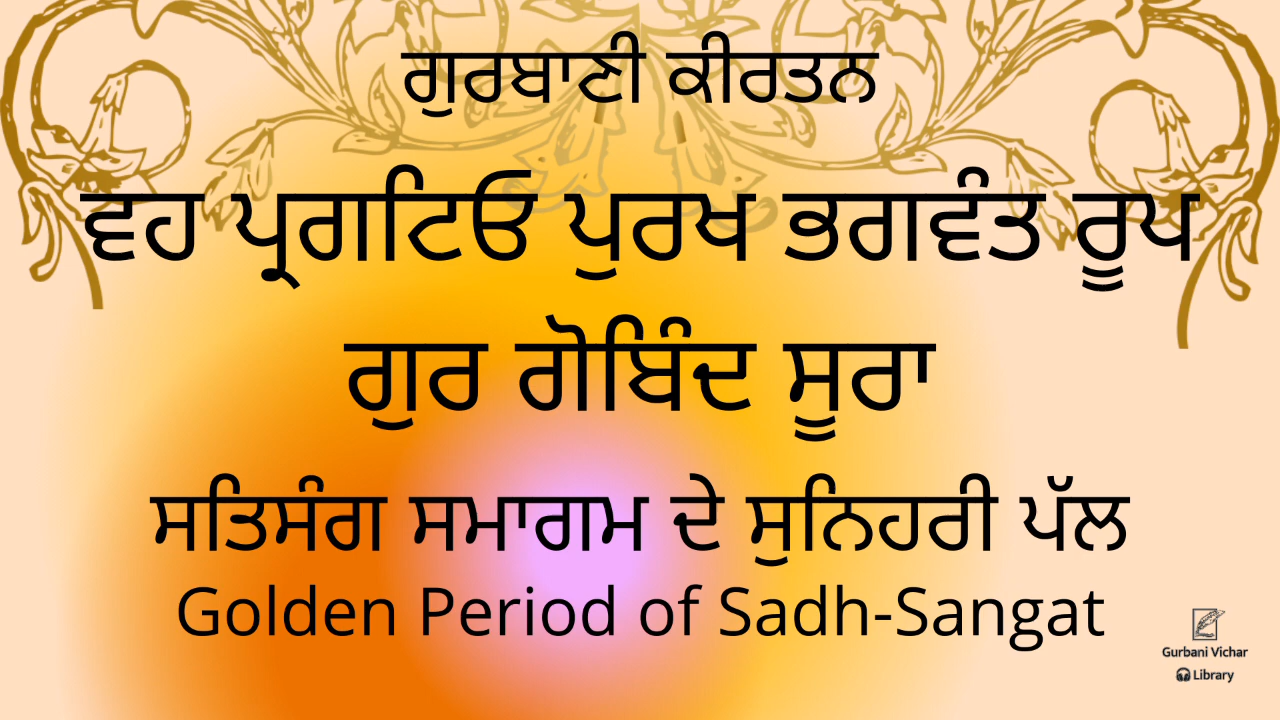 ਗੁਰਬਾਣੀ ਕੀਰਤਨ
ਵਹ ਪ੍ਰਗਟਿਓ ਪੁਰਖ ਭਗਵੰਤ ਰੂਪ
ਗੁਰ ਗੋਬਿੰਦ ਸੂਰਾ
ਸਤਿਸੰਗ ਸਮਾਗਮ ਦੇ ਸੁਨਿਹਰੀ ਪੱਲ
Golden Period of Sadh-Sangat
Gurbani Vichar
Library